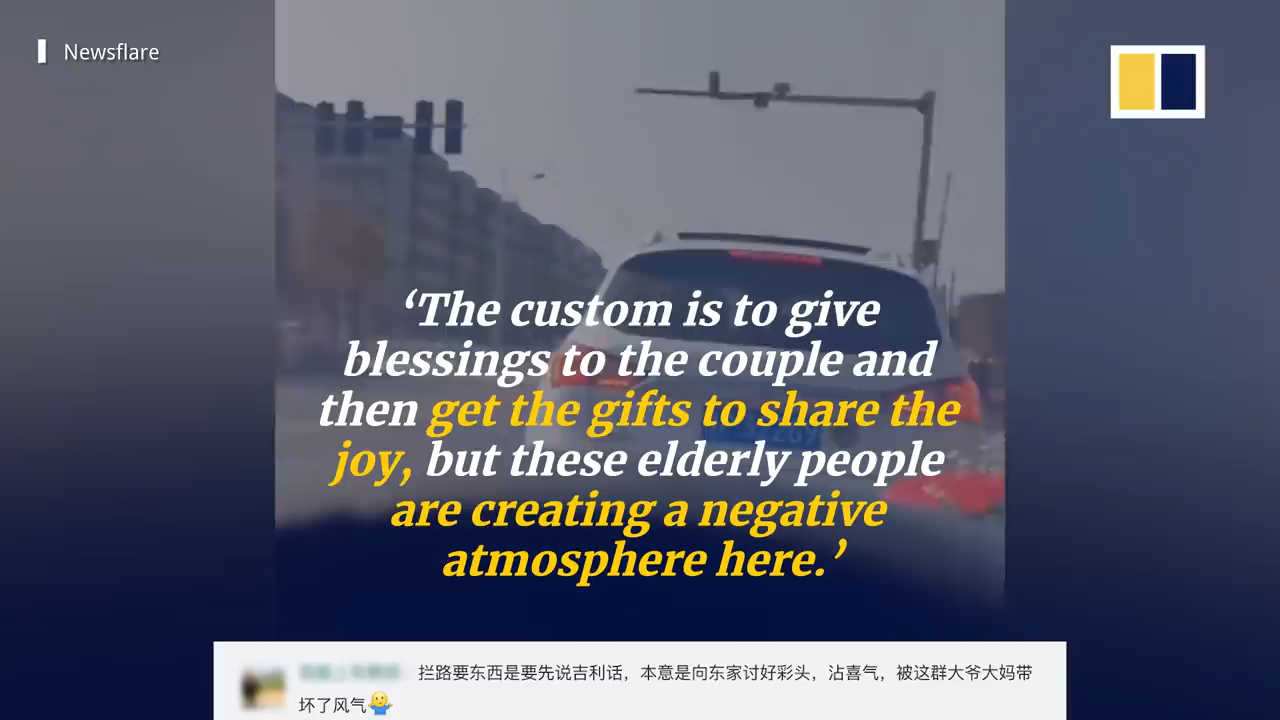 Newsflare
‘The custom is to give
blessings to the couple and
then get the gifts to share the
joy, but these elderly people
are creating a negative
atmosphere here.’
拦路要东西是要先说吉利话，本意是向东家讨好彩头，沾喜气，被这群大爷大妈带
坏了风气🤷